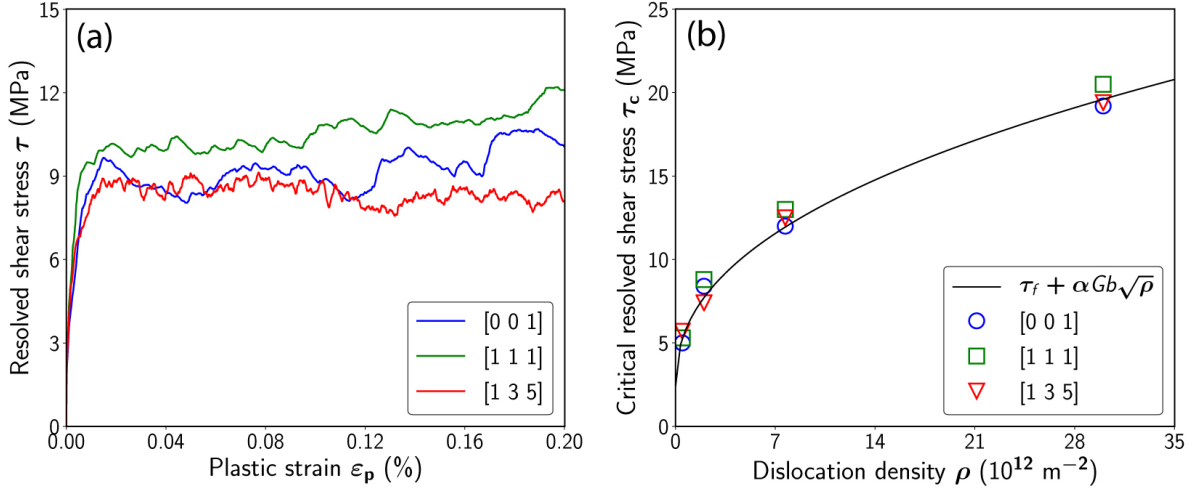 (a)
Resolved shear stress τ (MPa)
15
12
9
6
3
0
0.00 0.04 0.08 0.12 0.16 0.20
Plastic strain εₚ (%)
[0 0 1]
[1 1 1]
[1 3 5]
(b)
Critical resolved shear stress τ_c (MPa)
25
20
15
10
5
0
0 7 14 21 28 35
Dislocation density ρ (10¹² m⁻²)
τ_f + αGb√ρ
[0 0 1]
[1 1 1]
[1 3 5]